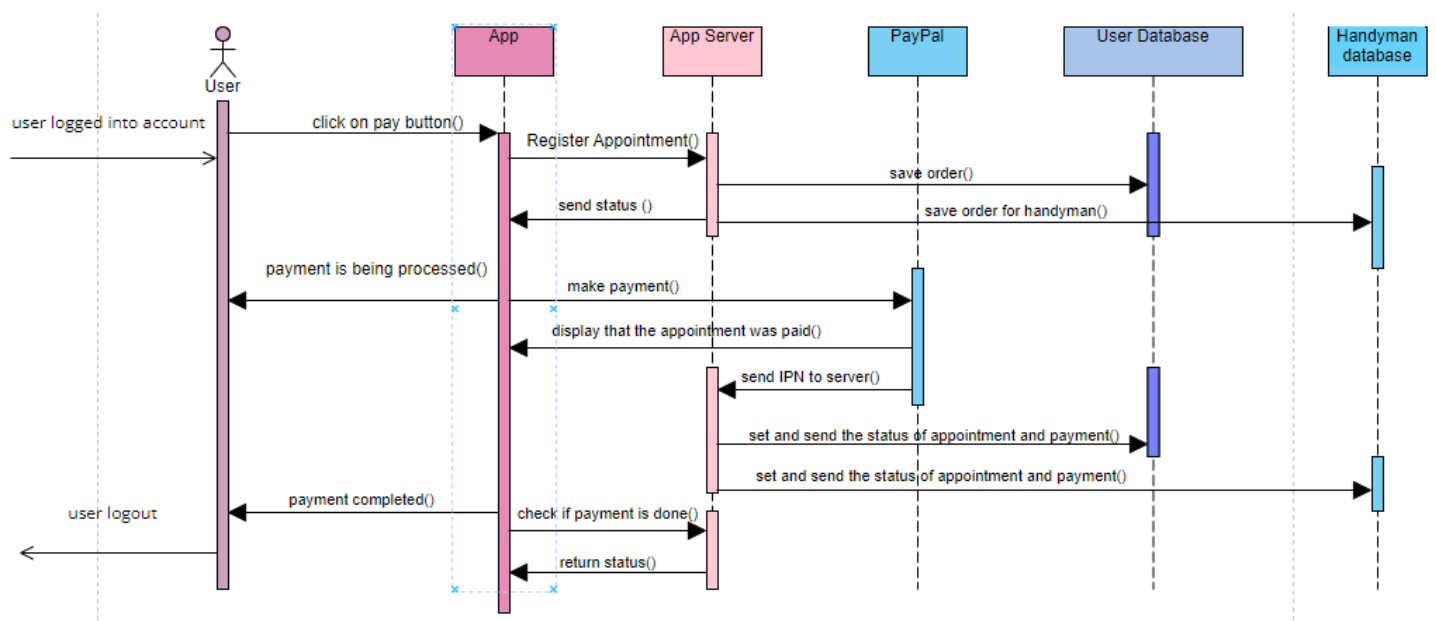 App
App Server
PayPal
User Database
Handyman
database
User
user logged into account
click on pay button()
Register Appointment()
save order()
send status ()
save order for handyman()
payment is being processed()
make payment()
display that the appointment was paid()
send IPN to server()
set and send the status of appointment and payment()
set and send the status of appointment and payment()
payment completed()
user logout
check if payment is done()
return status()